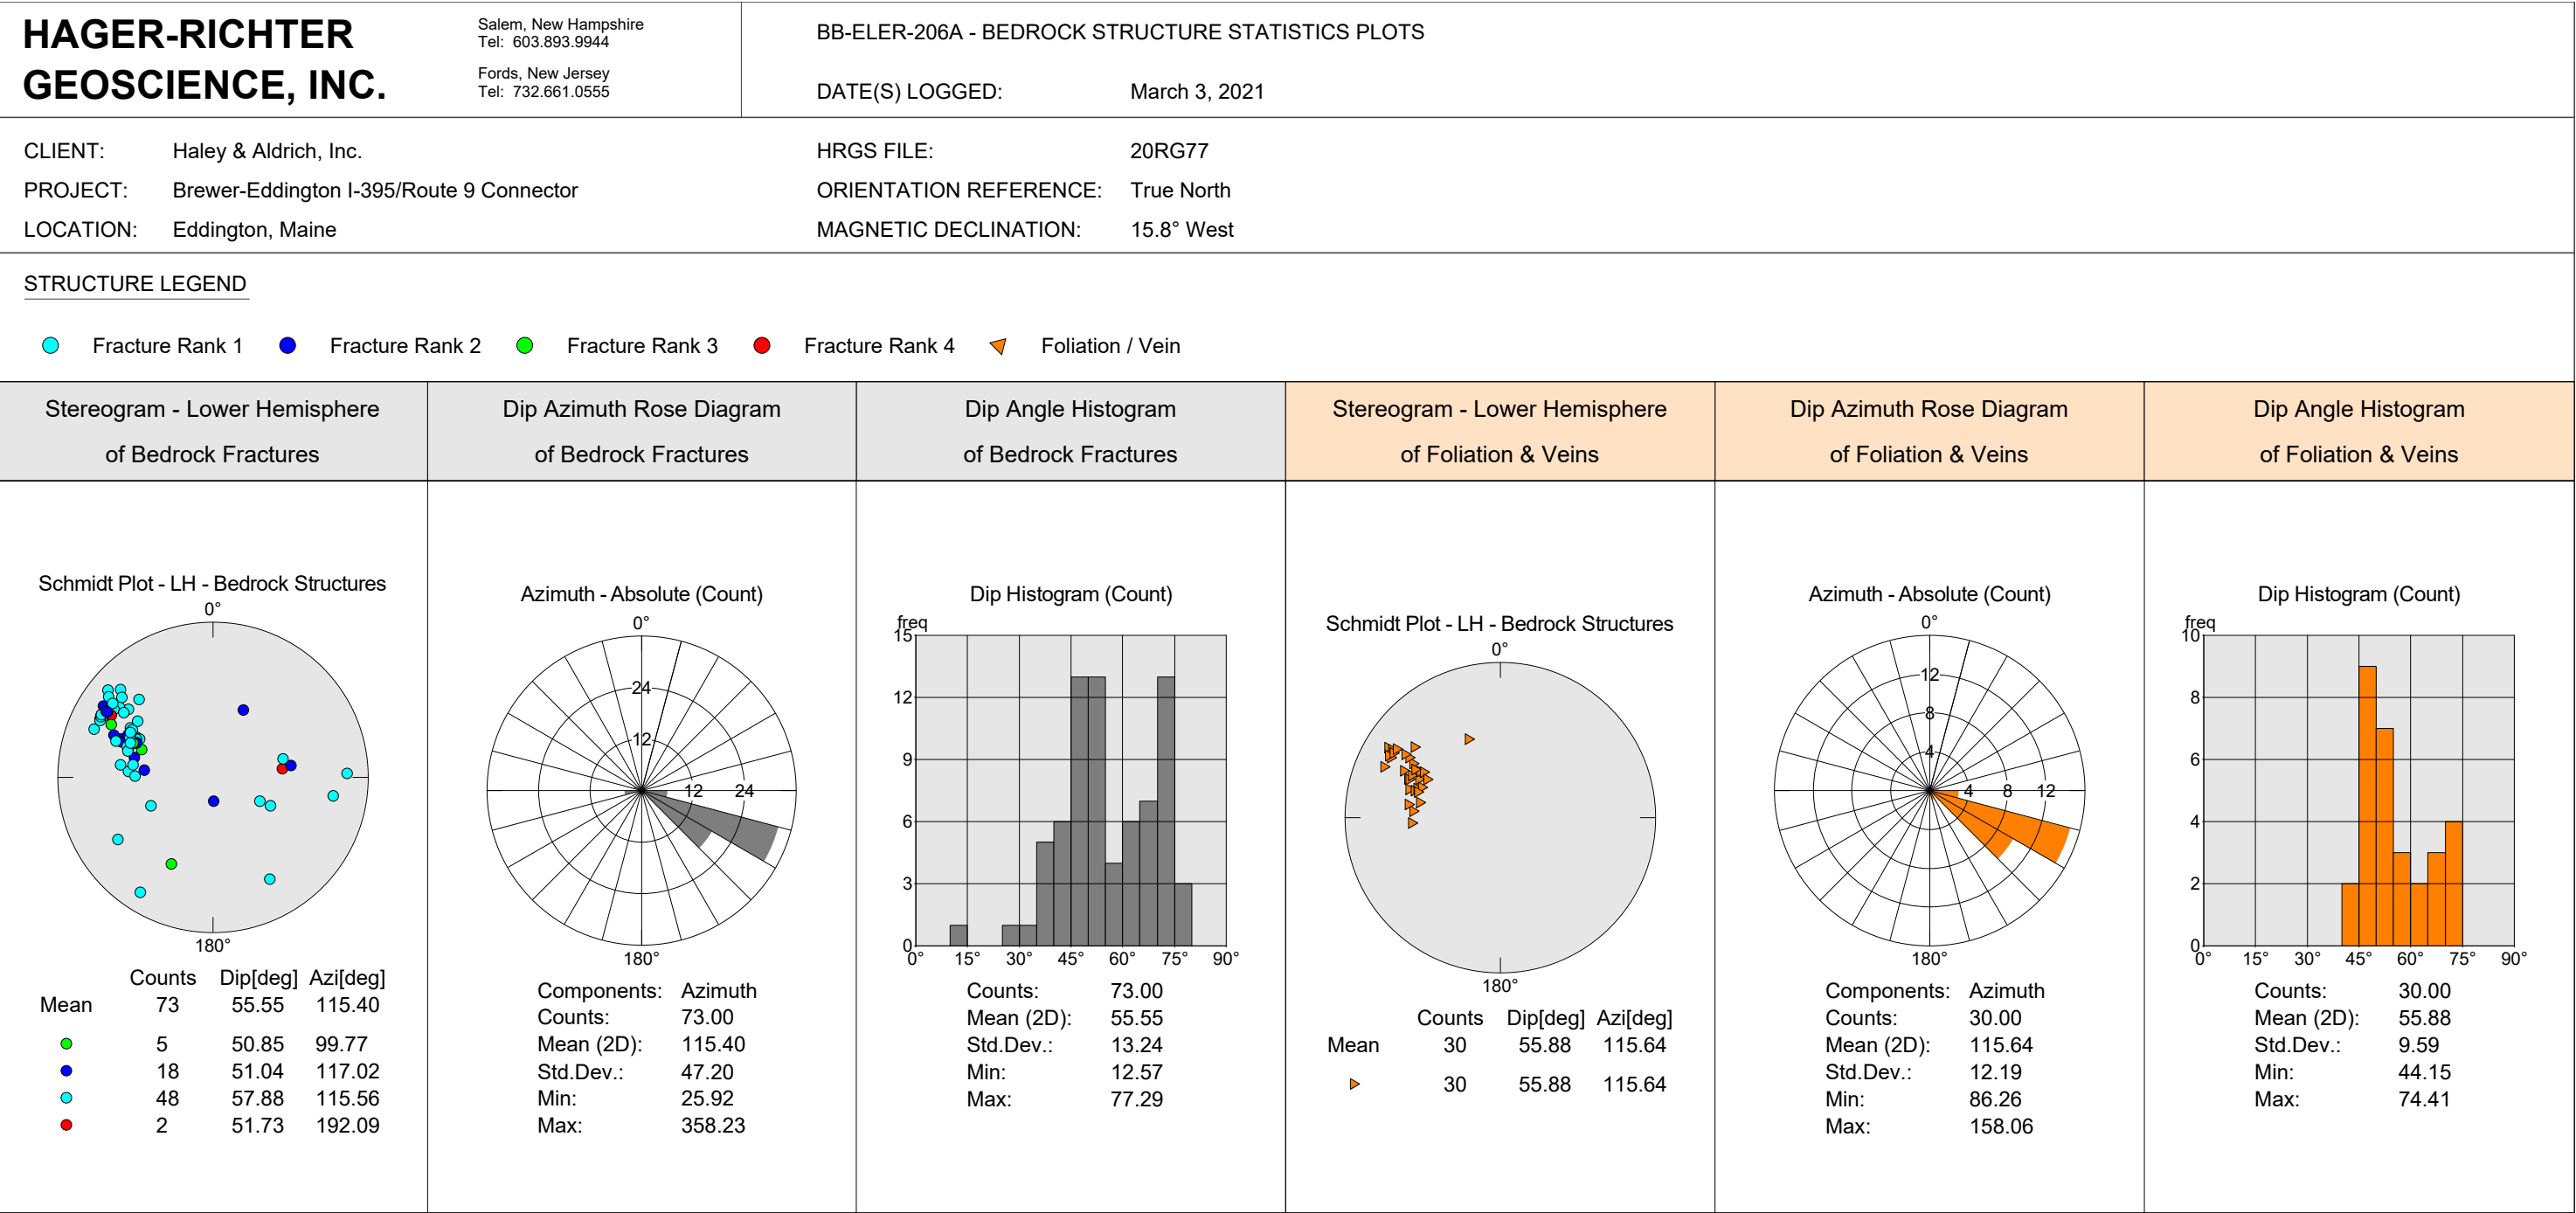 HAGER-RICHTER
GEOSCIENCE, INC.
Salem, New Hampshire
Tel: 603.893.9944
Fords, New Jersey
Tel: 732.661.0555
BB-ELER-206A - BEDROCK STRUCTURE STATISTICS PLOTS
DATE(S) LOGGED: March 3, 2021
CLIENT: Haley & Aldrich, Inc.
PROJECT: Brewer-Eddington I-395/Route 9 Connector
LOCATION: Eddington, Maine
HRGS FILE: 20RG77
ORIENTATION REFERENCE: True North
MAGNETIC DECLINATION: 15.8° West
STRUCTURE LEGEND
Fracture Rank 1 Fracture Rank 2 Fracture Rank 3 Fracture Rank 4 Foliation / Vein
Stereogram - Lower Hemisphere
of Bedrock Fractures
Dip Azimuth Rose Diagram
of Bedrock Fractures
Dip Angle Histogram
of Bedrock Fractures
Stereogram - Lower Hemisphere
of Foliation & Veins
Dip Azimuth Rose Diagram
of Foliation & Veins
Dip Angle Histogram
of Foliation & Veins
Schmidt Plot - LH - Bedrock Structures
0°
180°
Counts Dip[deg] Azi[deg]
Mean 73 55.55 115.40
5 50.85 99.77
18 51.04 117.02
48 57.88 115.56
2 51.73 192.09
Azimuth - Absolute (Count)
0°
24
12
12 24
180°
Components: Azimuth
Counts: 73.00
Mean (2D): 115.40
Std.Dev.: 47.20
Min: 25.92
Max: 358.23
Dip Histogram (Count)
freq
15
12
9
6
3
0
0° 15° 30° 45° 60° 75° 90°
Counts: 73.00
Mean (2D): 55.55
Std.Dev.: 13.24
Min: 12.57
Max: 77.29
Schmidt Plot - LH - Bedrock Structures
0°
180°
Counts Dip[deg] Azi[deg]
Mean 30 55.88 115.64
30 55.88 115.64
Azimuth - Absolute (Count)
0°
12
8
4
4 8 12
180°
Components: Azimuth
Counts: 30.00
Mean (2D): 115.64
Std.Dev.: 12.19
Min: 86.26
Max: 158.06
Dip Histogram (Count)
freq
10
8
6
4
2
0
0° 15° 30° 45° 60° 75° 90°
Counts: 30.00
Mean (2D): 55.88
Std.Dev.: 9.59
Min: 44.15
Max: 74.41